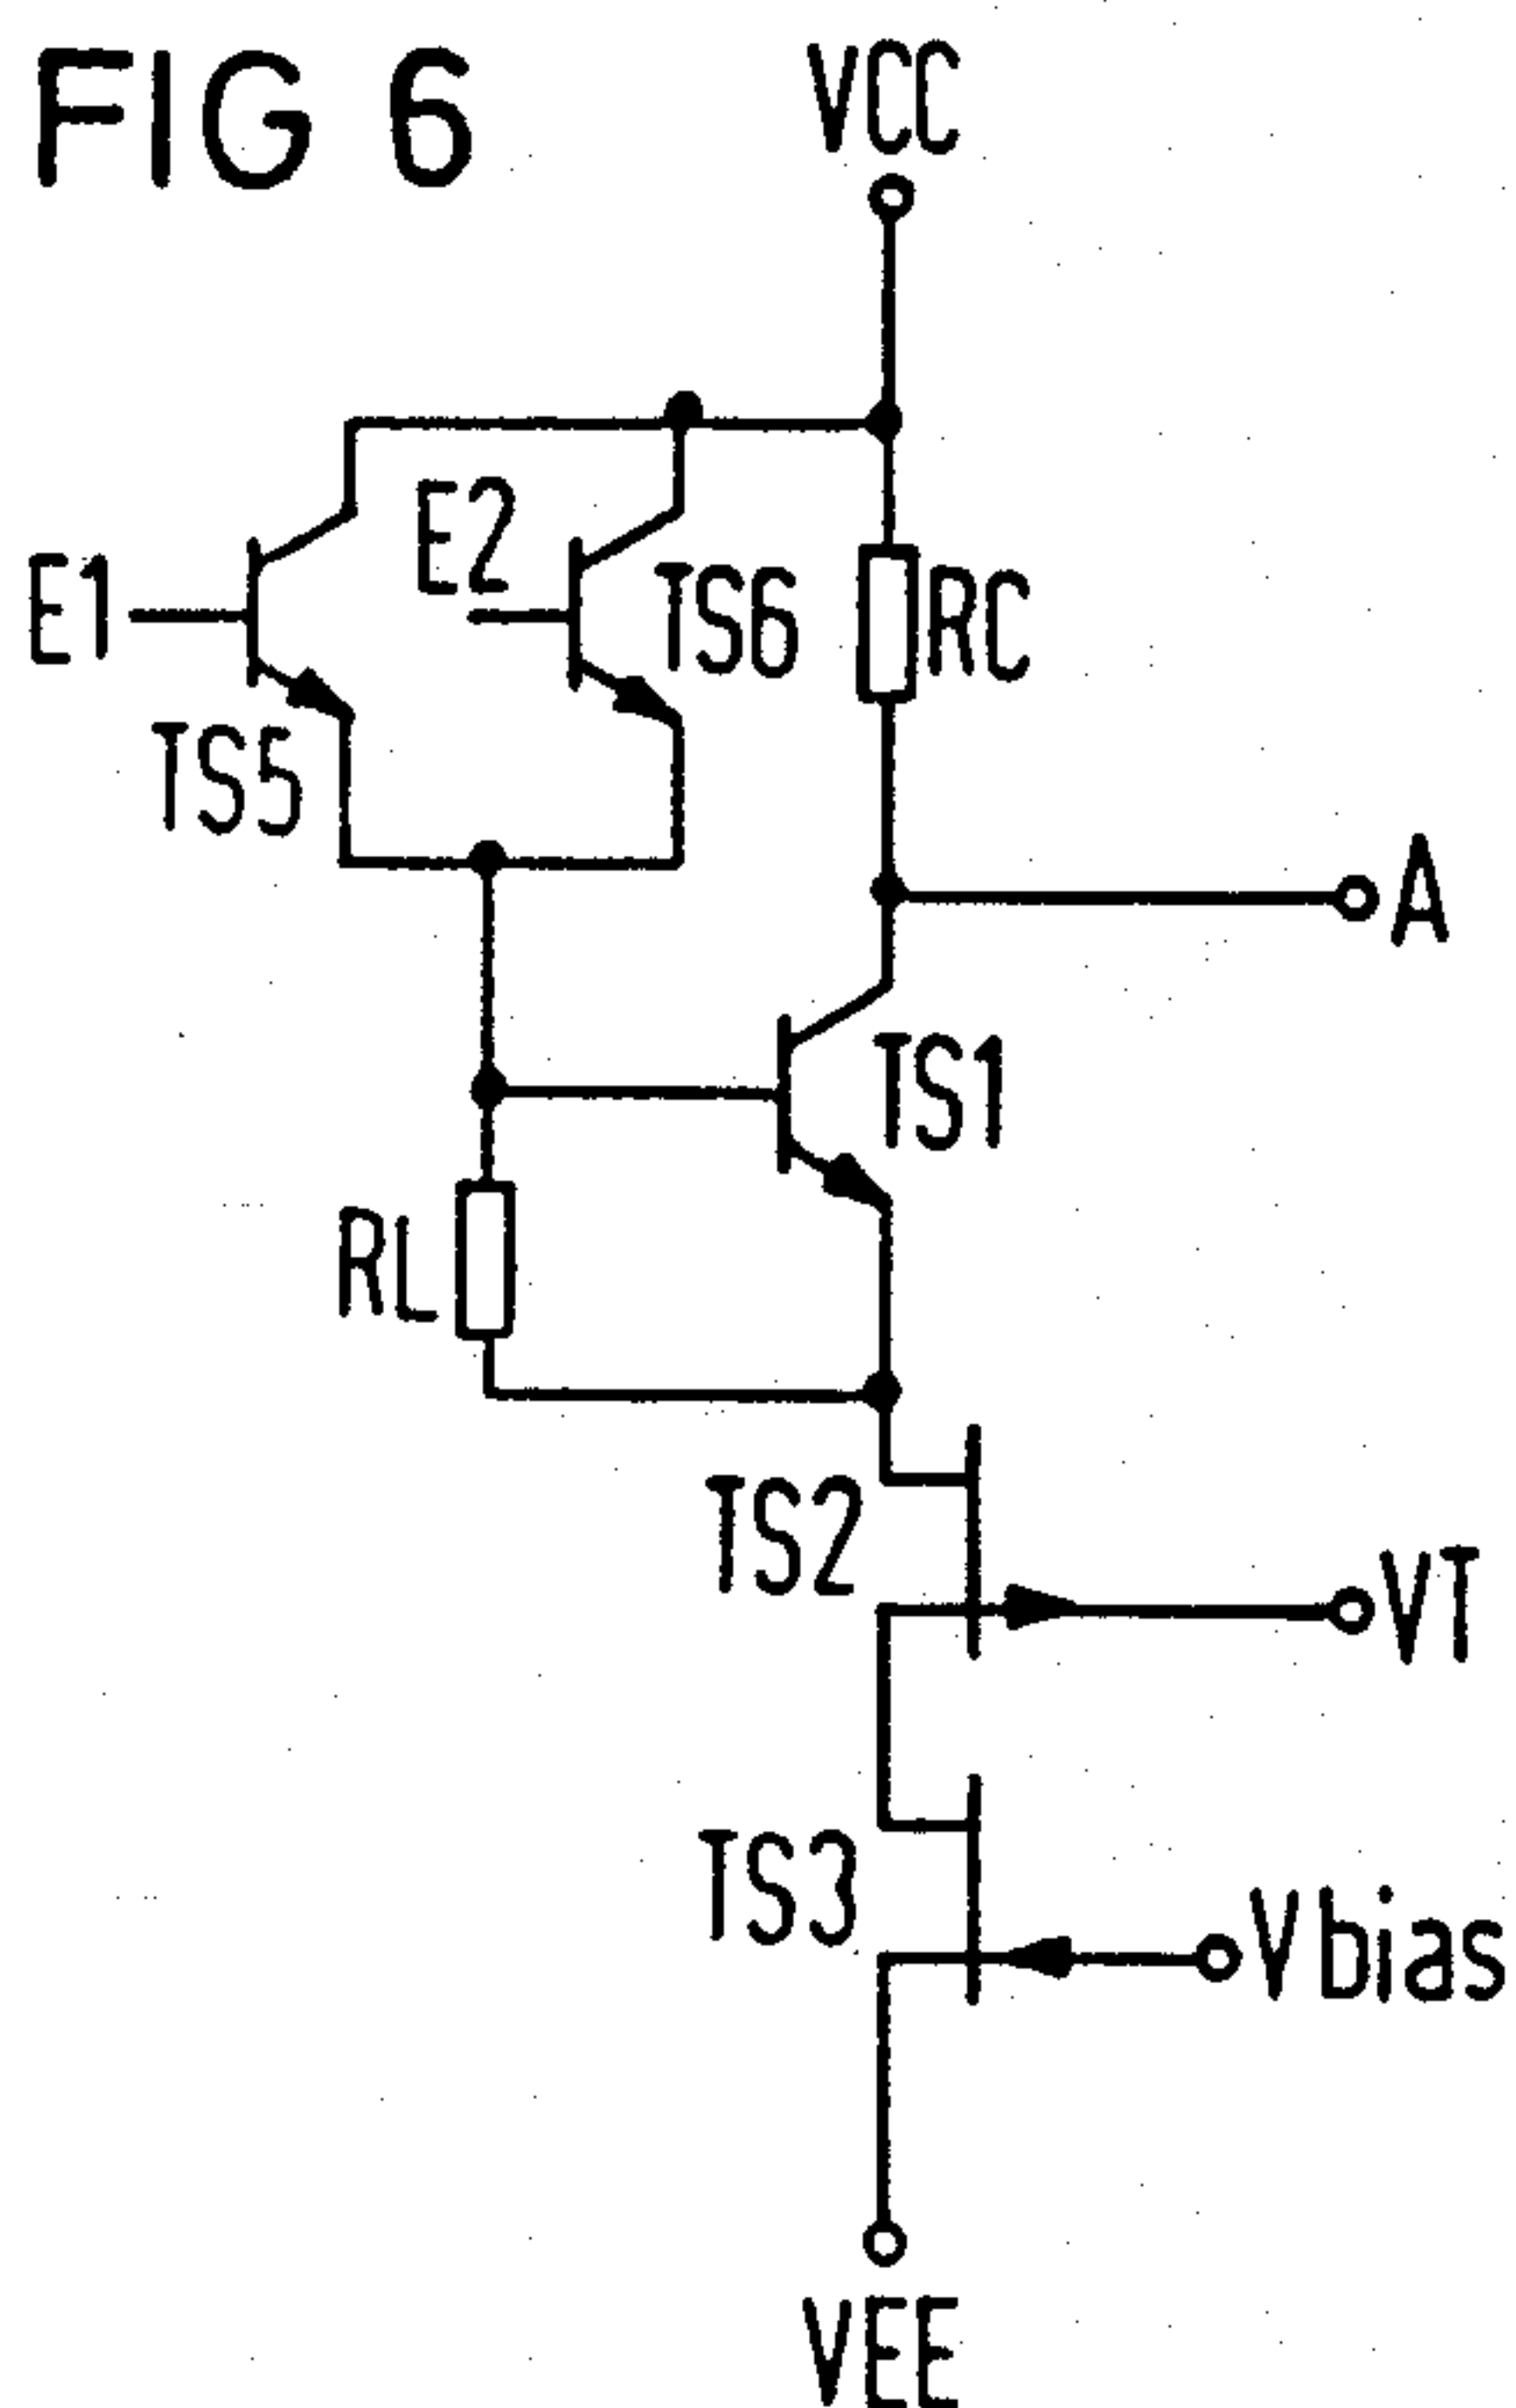 FIG 6
VCC
E2
E1
TS6
RC
TS5
A
TS1
RL
TS2
VT
TS3
Vbias
VEE